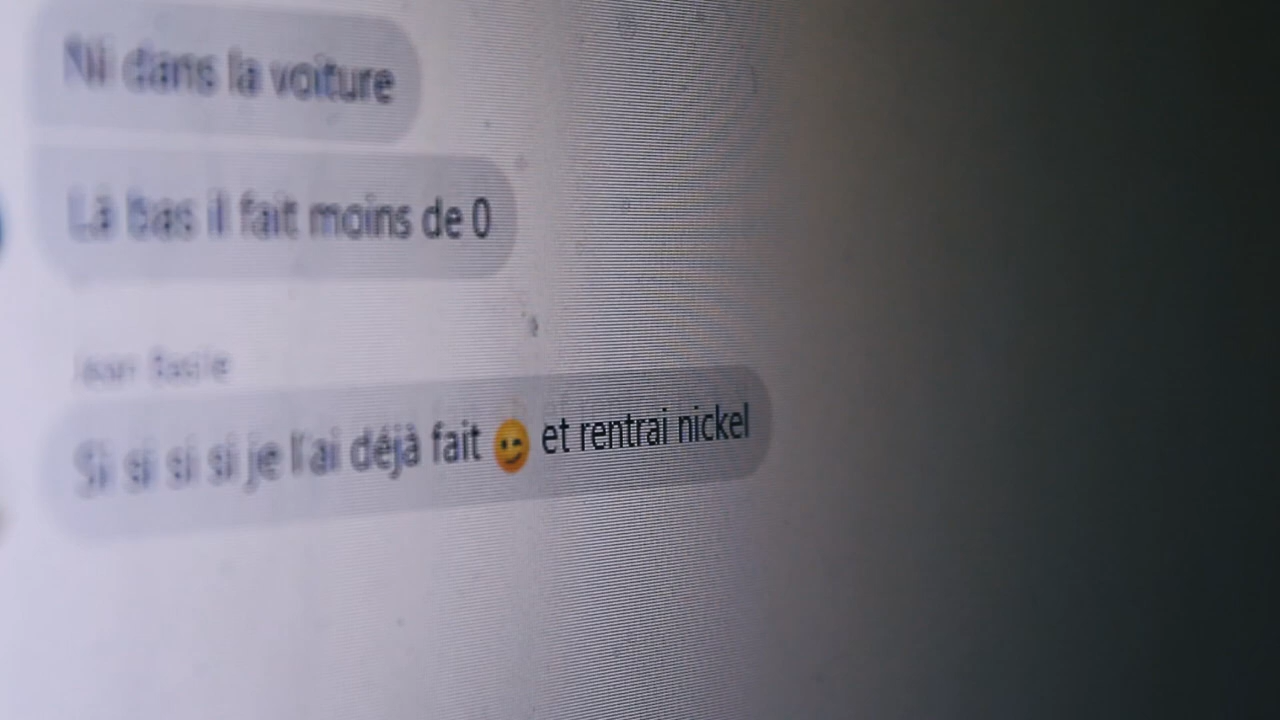 Ni dans la voiture
Là bas il fait moins de 0
Jean Basile
Si si si si je l'ai déjà fait 😉 et rentrai nickel